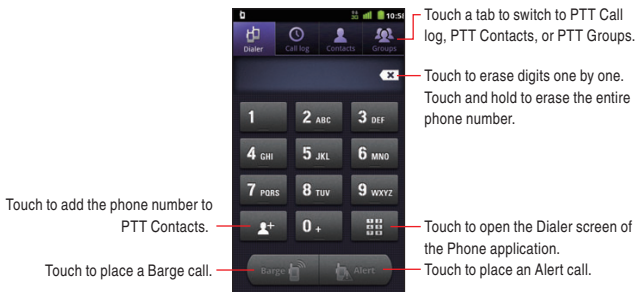 10:58
Dialer Call log Contacts Groups
1 2 ABC 3 DEF
4 GHI 5 JKL 6 MNO
7 PQRS 8 TUV 9 WXYZ
0 +
Barge Alert
Touch to add the phone number to
PTT Contacts.
Touch to place a Barge call.
Touch a tab to switch to PTT Call
log, PTT Contacts, or PTT Groups.
Touch to erase digits one by one.
Touch and hold to erase the entire
phone number.
Touch to open the Dialer screen of
the Phone application.
Touch to place an Alert call.